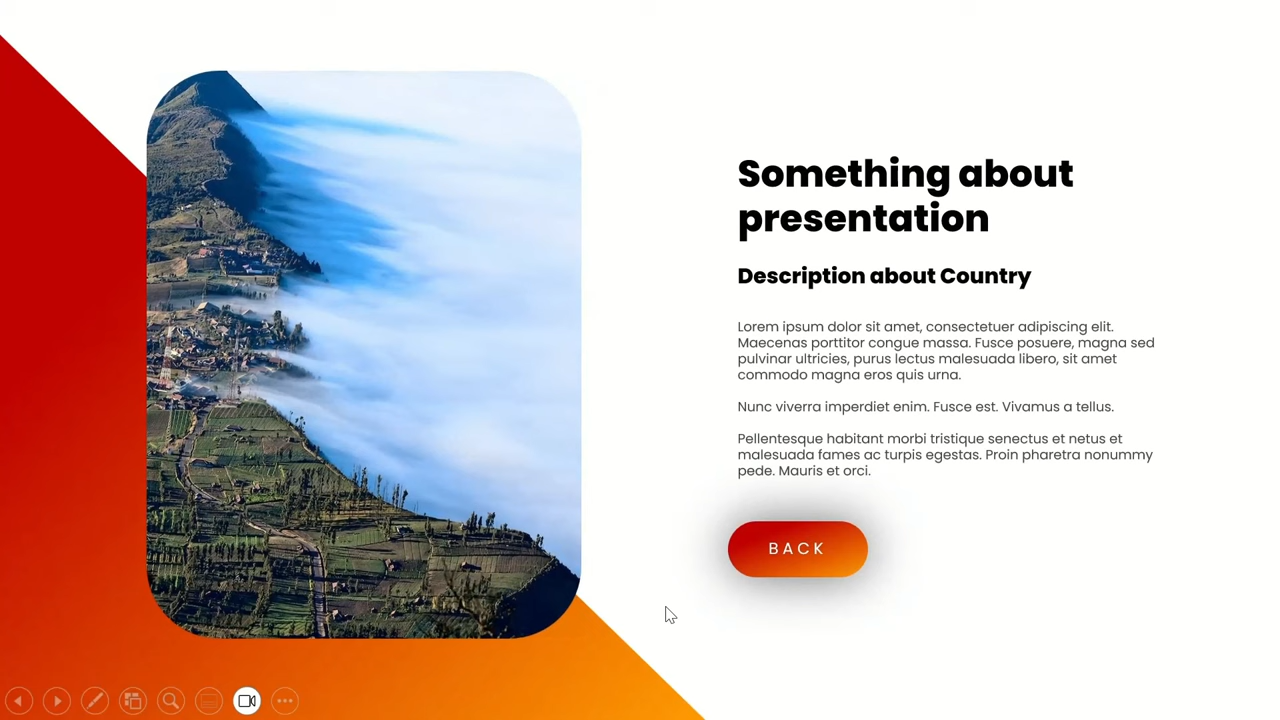 Something about
presentation
Description about Country
Lorem ipsum dolor sit amet, consectetuer adipiscing elit.
Maecenas porttitor congue massa. Fusce posuere, magna sed
pulvinar ultricies, purus lectus malesuada libero, sit amet
commodo magna eros quis urna.
Nunc viverra imperdiet enim. Fusce est. Vivamus a tellus.
Pellentesque habitant morbi tristique senectus et netus et
malesuada fames ac turpis egestas. Proin pharetra nonummy
pede. Mauris et orci.
BACK